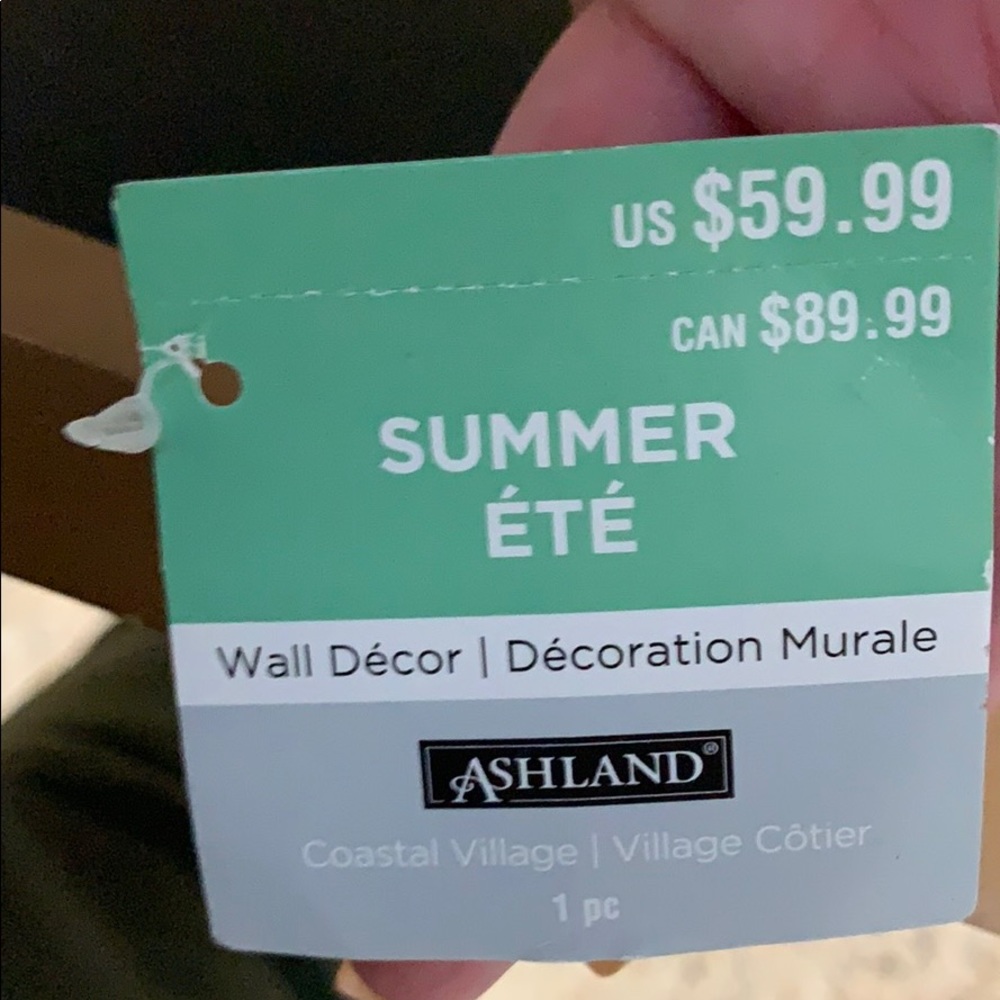 US $59.99
CAN $89.99
SUMMER
ÉTÉ
Wall Décor | Décoration Murale
ASHLAND®
Coastal Village | Village Côtier
1 pc